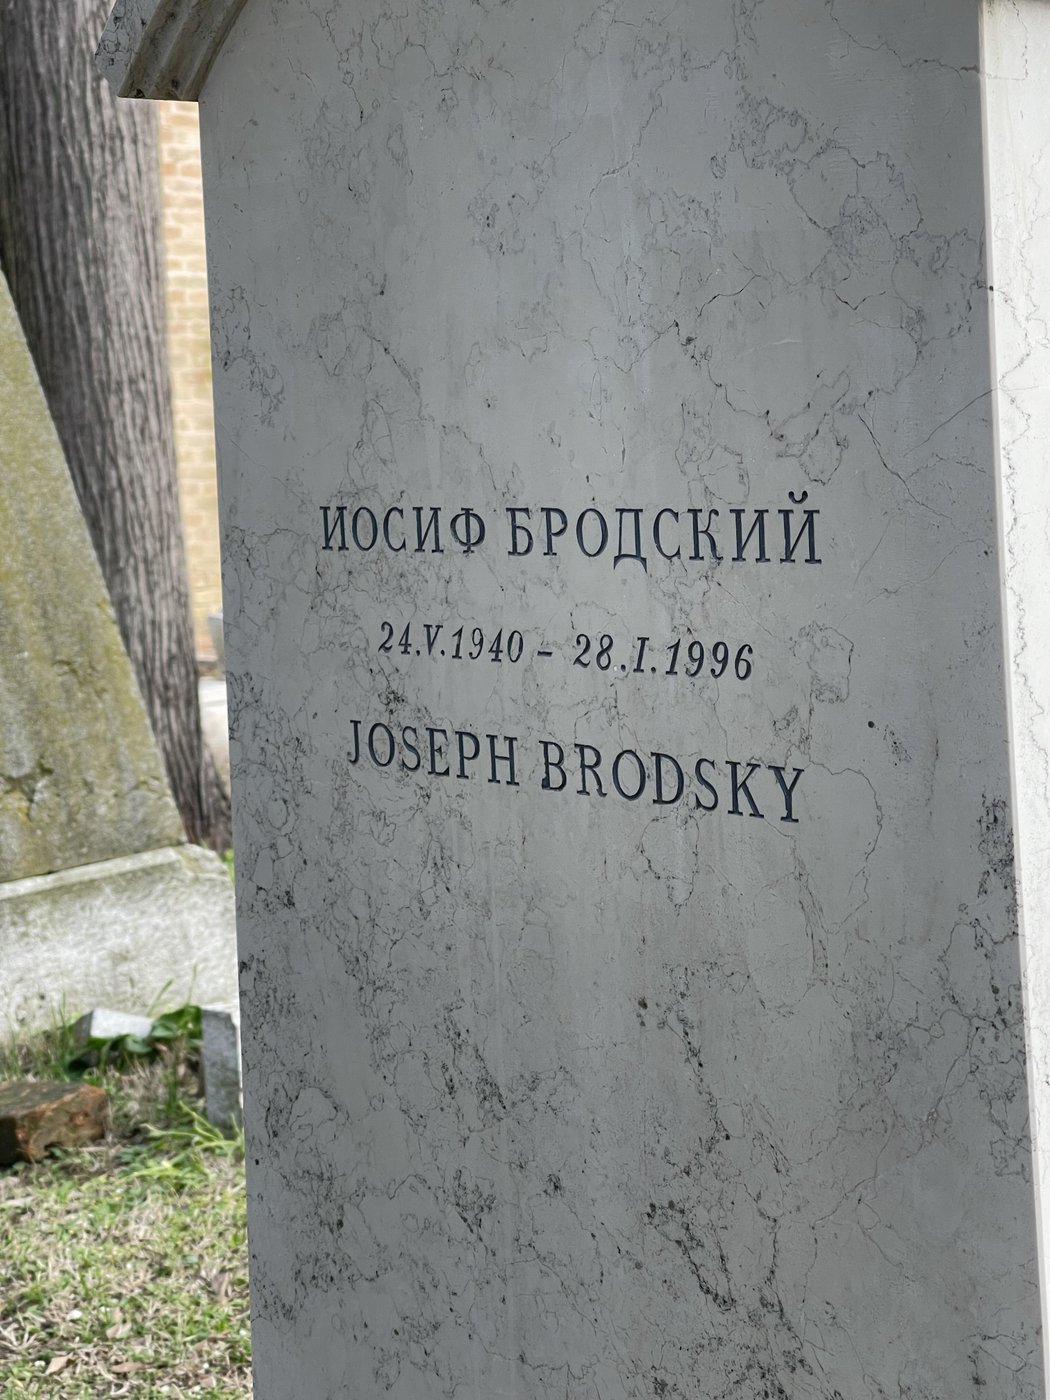 ИОСИФ БРОДСКИЙ
24.V.1940 – 28.I.1996
JOSEPH BRODSKY